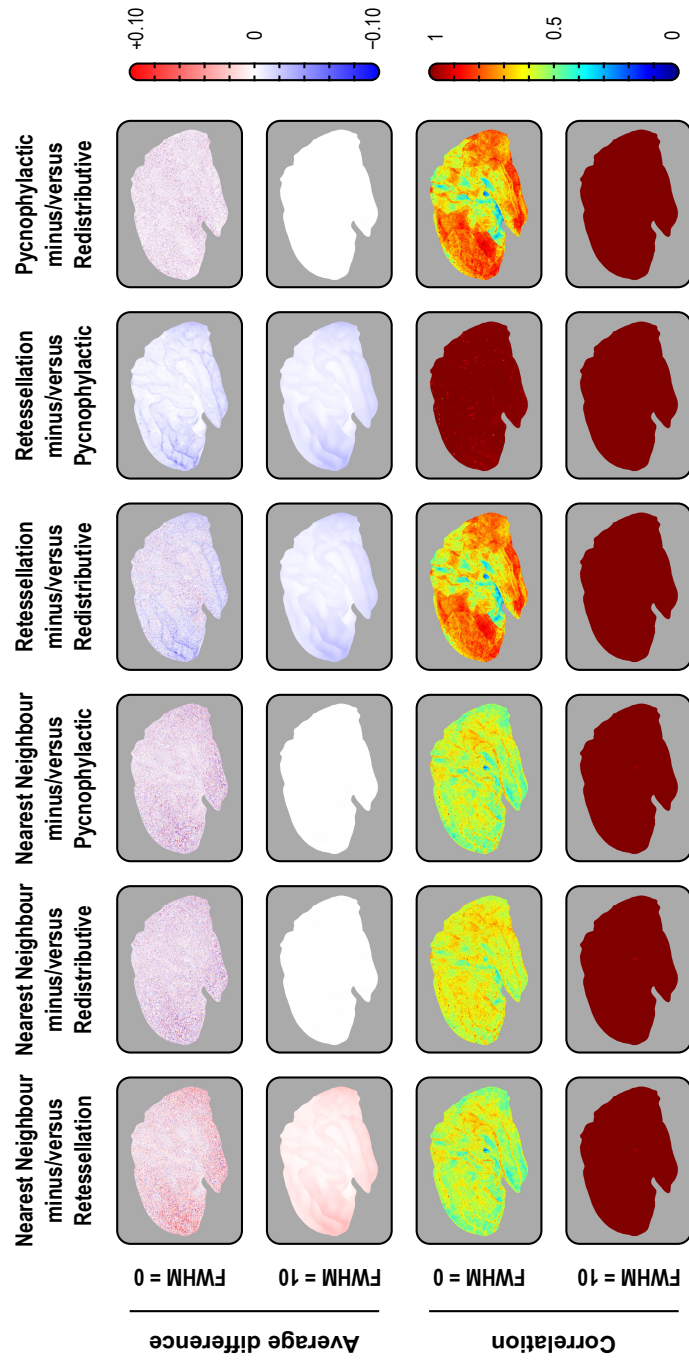 Nearest Neighbour
minus/versus
Retessellation
Nearest Neighbour
minus/versus
Redistributive
Nearest Neighbour
minus/versus
Pycnophylactic
Retessellation
minus/versus
Redistributive
Retessellation
minus/versus
Pycnophylactic
Pycnophylactic
minus/versus
Redistributive
Average difference
FWHM = 0
FWHM = 10
+0.10
0
−0.10
Correlation
FWHM = 0
FWHM = 10
1
0.5
0